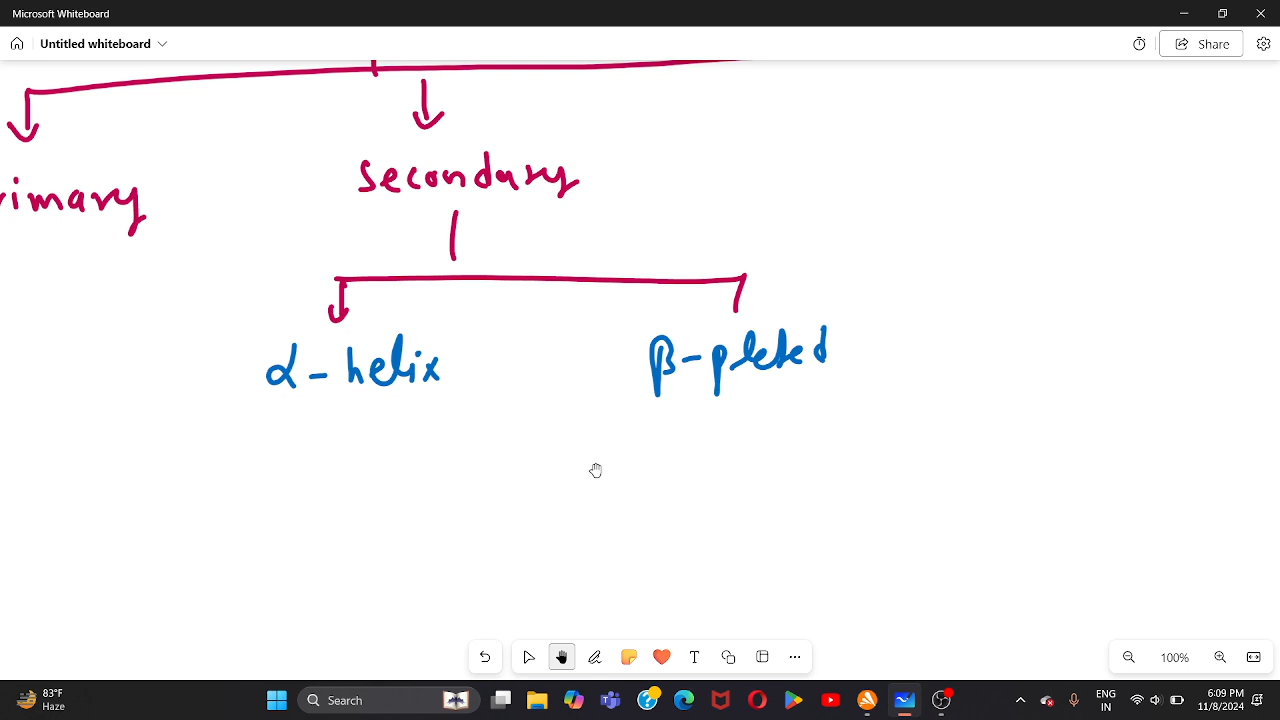 Microsoft Whiteboard
Untitled whiteboard
Share
rimary
secondary
α - helix
β - pleted
100%
83°F
Haze
Search
ENG
IN
6:09 PM
11/8/2024